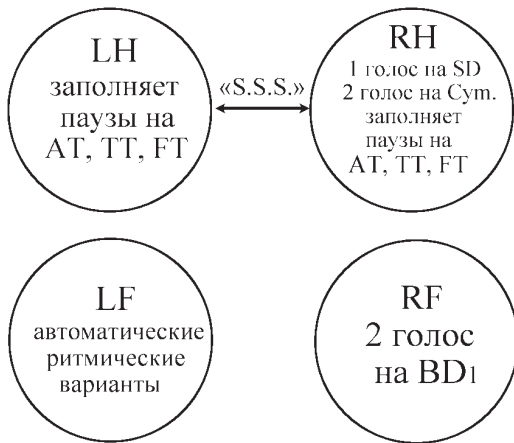 LH
заполняет
паузы на
AT, TT, FT
«S.S.S.»
RH
1 голос на SD
2 голос на Cym.
заполняет
паузы на
AT, TT, FT
LF
автоматические
ритмические
варианты
RF
2 голос
на BD1